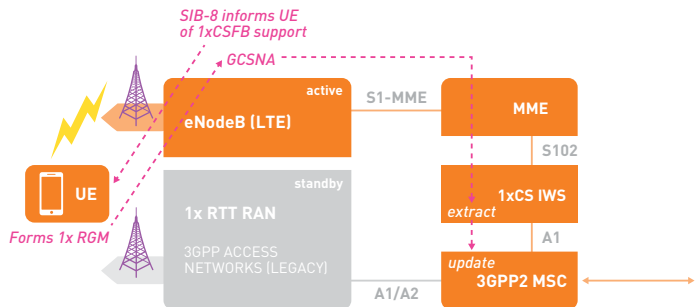 SIB-8 informs UE
of 1xCSFB support
GCSNA
active
eNodeB (LTE)
S1-MME
MME
S102
UE
Forms 1x RGM
standby
1x RTT RAN
3GPP ACCESS
NETWORKS (LEGACY)
1xCS IWS
extract
A1
update
3GPP2 MSC
A1/A2